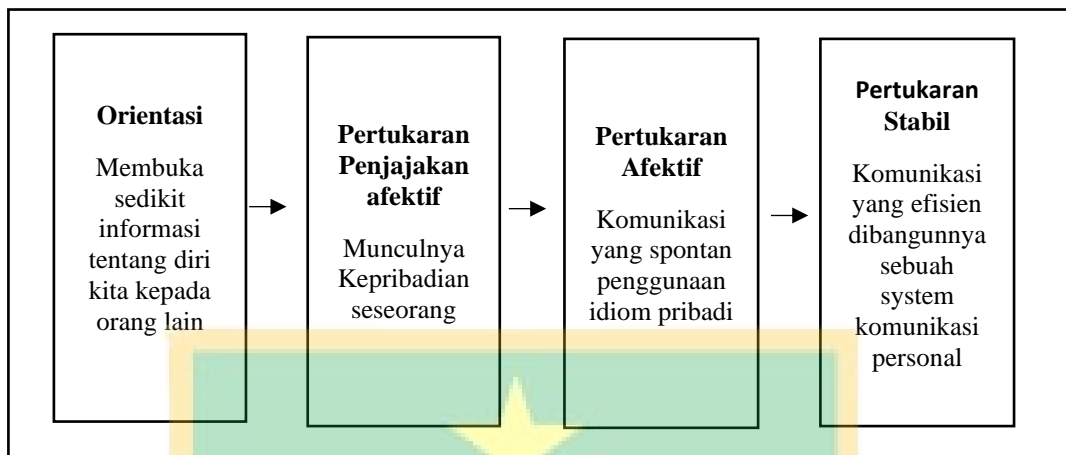 Orientasi
Membuka
sedikit
informasi
tentang diri
kita kepada
orang lain
Pertukaran
Penjajakan
afektif
Munculnya
Kepribadian
seseorang
Pertukaran
Afektif
Komunikasi
yang spontan
penggunaan
idiom pribadi
Pertukaran
Stabil
Komunikasi
yang efisien
dibangunnya
sebuah
system
komunikasi
personal